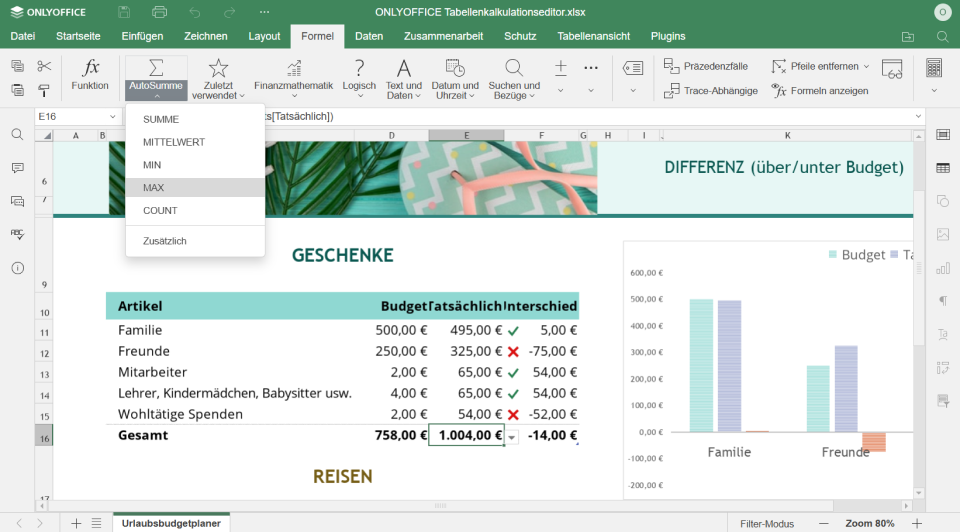 ONLYOFFICE
ONLYOFFICE Tabellenkalkulationseditor.xlsx
O
Datei Startseite Einfügen Zeichnen Layout Formel Daten Zusammenarbeit Schutz Tabellenansicht Plugins
fx Funktion
AutoSumme
Zuletzt verwendet
Finanzmathematik
Logisch
Text und Daten
Datum und Uhrzeit
Suchen und Bezüge
Präzedenzfälle
Pfeile entfernen
Trace-Abhängige
Formeln anzeigen
E16
ts[Tatsächlich])
SUMME
MITTELWERT
MIN
MAX
COUNT
Zusätzlich
A B D E F G H I K
6
7
9
10
11
12
13
14
15
16
17
DIFFERENZ (über/unter Budget)
GESCHENKE
Artikel Budget Tatsächlich Unterschied
Familie 500,00 € 495,00 € 5,00 €
Freunde 250,00 € 325,00 € -75,00 €
Mitarbeiter 2,00 € 65,00 € 54,00 €
Lehrer, Kindermädchen, Babysitter usw. 4,00 € 65,00 € 54,00 €
Wohltätige Spenden 2,00 € 54,00 € -52,00 €
Gesamt 758,00 € 1.004,00 € -14,00 €
REISEN
Budget Ta
600,00 €
500,00 €
400,00 €
300,00 €
200,00 €
100,00 €
0,00 €
-100,00 €
-200,00 €
Familie Freunde
Urlaubsbudgetplaner
Filter-Modus
Zoom 80%